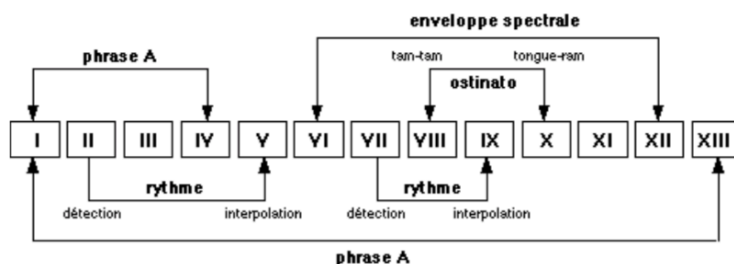 enveloppe spectrale
phrase A
tam-tam tongue-ram
ostinato
I II III IV V VI VII VIII IX X XI XII XIII
rythme rythme
détection interpolation détection interpolation
phrase A